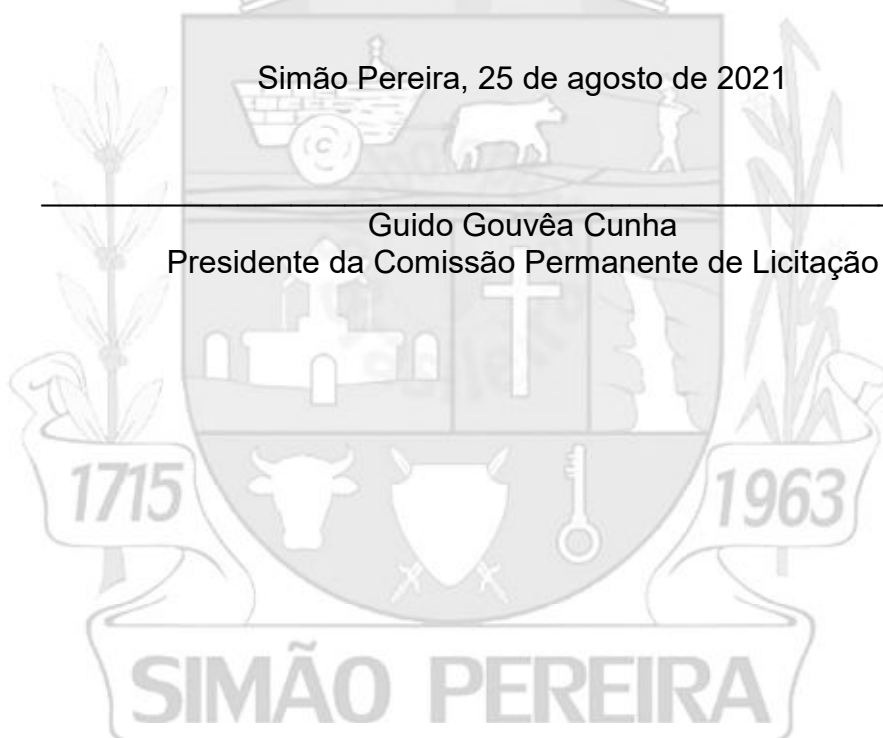 Simão Pereira, 25 de agosto de 2021
Guido Gouvêa Cunha
Presidente da Comissão Permanente de Licitação
1715
1963
SIMÃO PEREIRA